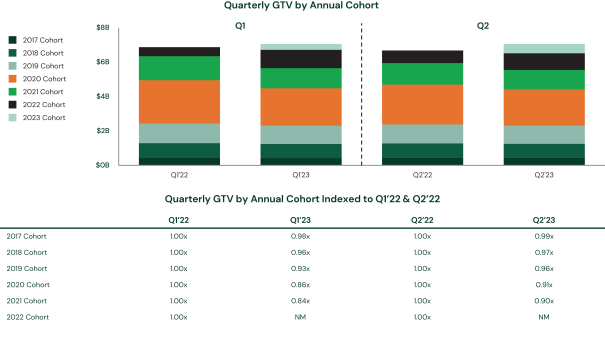 Quarterly GTV by Annual Cohort
Q1
Q2
2017 Cohort
2018 Cohort
2019 Cohort
2020 Cohort
2021 Cohort
2022 Cohort
2023 Cohort
$8B
$6B
$4B
$2B
$0B
Q1'22 Q1'23 Q2'22 Q2'23
Quarterly GTV by Annual Cohort Indexed to Q1'22 & Q2'22
Q1'22 Q1'23 Q2'22 Q2'23
2017 Cohort 1.00x 0.98x 1.00x 0.99x
2018 Cohort 1.00x 0.96x 1.00x 0.97x
2019 Cohort 1.00x 0.93x 1.00x 0.96x
2020 Cohort 1.00x 0.86x 1.00x 0.91x
2021 Cohort 1.00x 0.84x 1.00x 0.90x
2022 Cohort 1.00x NM 1.00x NM